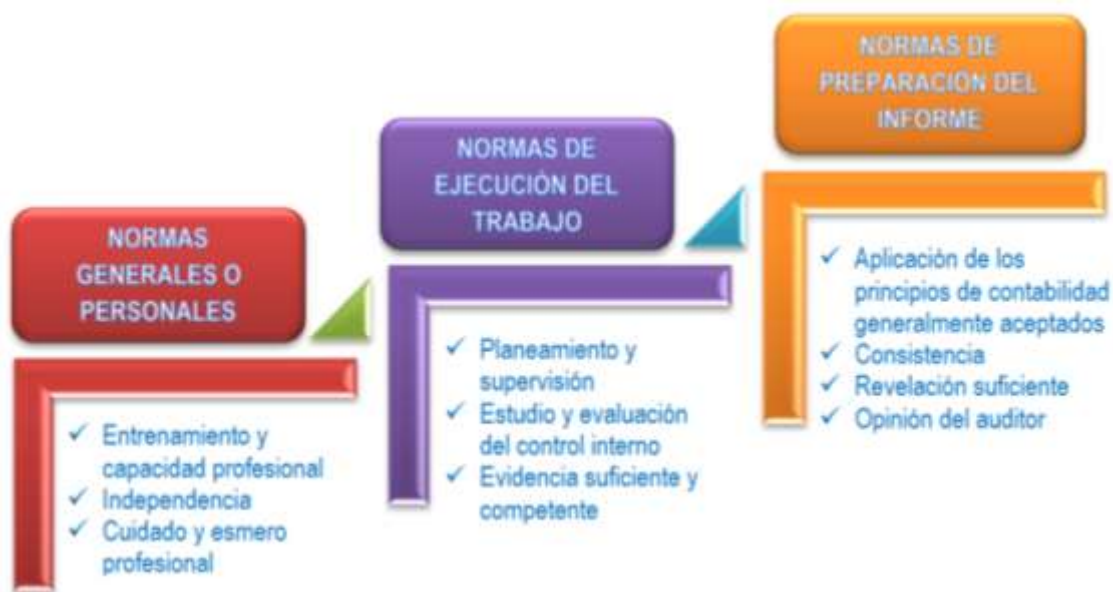 NORMAS
GENERALES O
PERSONALES
✓ Entrenamiento y
capacidad profesional
✓ Independencia
✓ Cuidado y esmero
profesional
NORMAS DE
EJECUCIÓN DEL
TRABAJO
✓ Planeamiento y
supervisión
✓ Estudio y evaluación
del control interno
✓ Evidencia suficiente y
competente
NORMAS DE
PREPARACIÓN DEL
INFORME
✓ Aplicación de los
principios de contabilidad
generalmente aceptados
✓ Consistencia
✓ Revelación suficiente
✓ Opinión del auditor